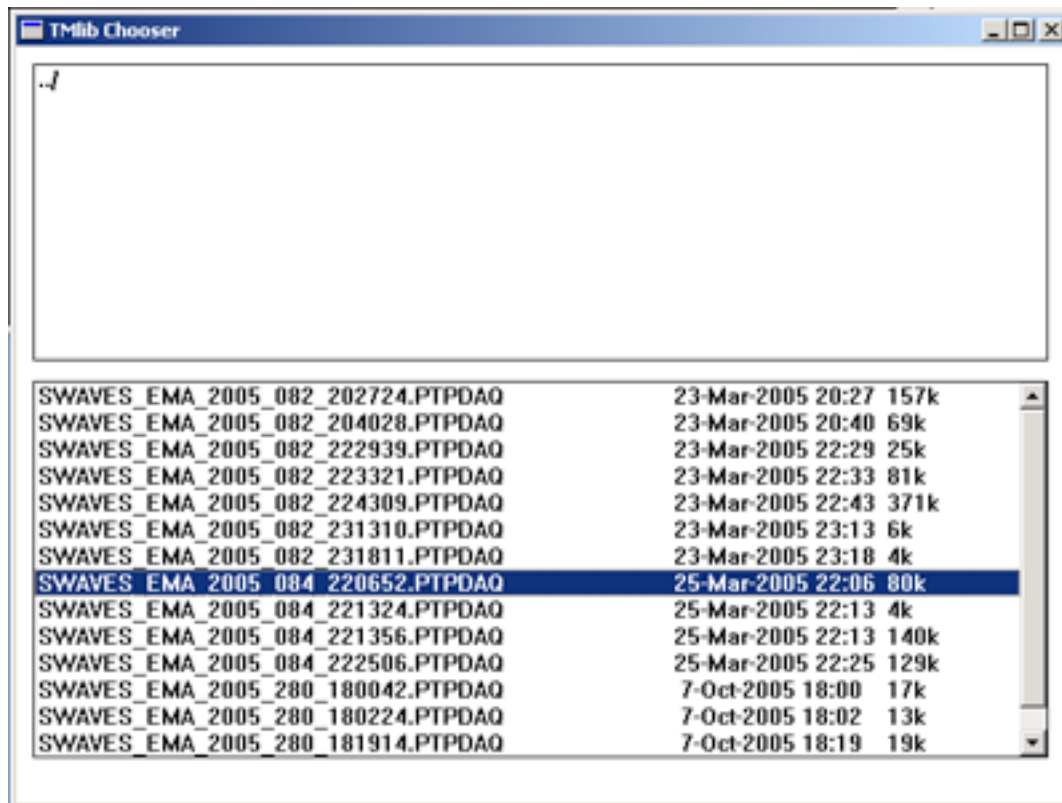 TMlib Chooser
../
SWAVES_EMA_2005_082_202724.PTPDAQ 23-Mar-2005 20:27 157k
SWAVES_EMA_2005_082_204028.PTPDAQ 23-Mar-2005 20:40 69k
SWAVES_EMA_2005_082_222939.PTPDAQ 23-Mar-2005 22:29 25k
SWAVES_EMA_2005_082_223321.PTPDAQ 23-Mar-2005 22:33 81k
SWAVES_EMA_2005_082_224309.PTPDAQ 23-Mar-2005 22:43 371k
SWAVES_EMA_2005_082_231310.PTPDAQ 23-Mar-2005 23:13 6k
SWAVES_EMA_2005_082_231811.PTPDAQ 23-Mar-2005 23:18 4k
SWAVES_EMA_2005_084_220652.PTPDAQ 25-Mar-2005 22:06 80k
SWAVES_EMA_2005_084_221324.PTPDAQ 25-Mar-2005 22:13 4k
SWAVES_EMA_2005_084_221356.PTPDAQ 25-Mar-2005 22:13 140k
SWAVES_EMA_2005_084_222506.PTPDAQ 25-Mar-2005 22:25 129k
SWAVES_EMA_2005_280_180042.PTPDAQ 7-Oct-2005 18:00 17k
SWAVES_EMA_2005_280_180224.PTPDAQ 7-Oct-2005 18:02 13k
SWAVES_EMA_2005_280_181914.PTPDAQ 7-Oct-2005 18:19 19k